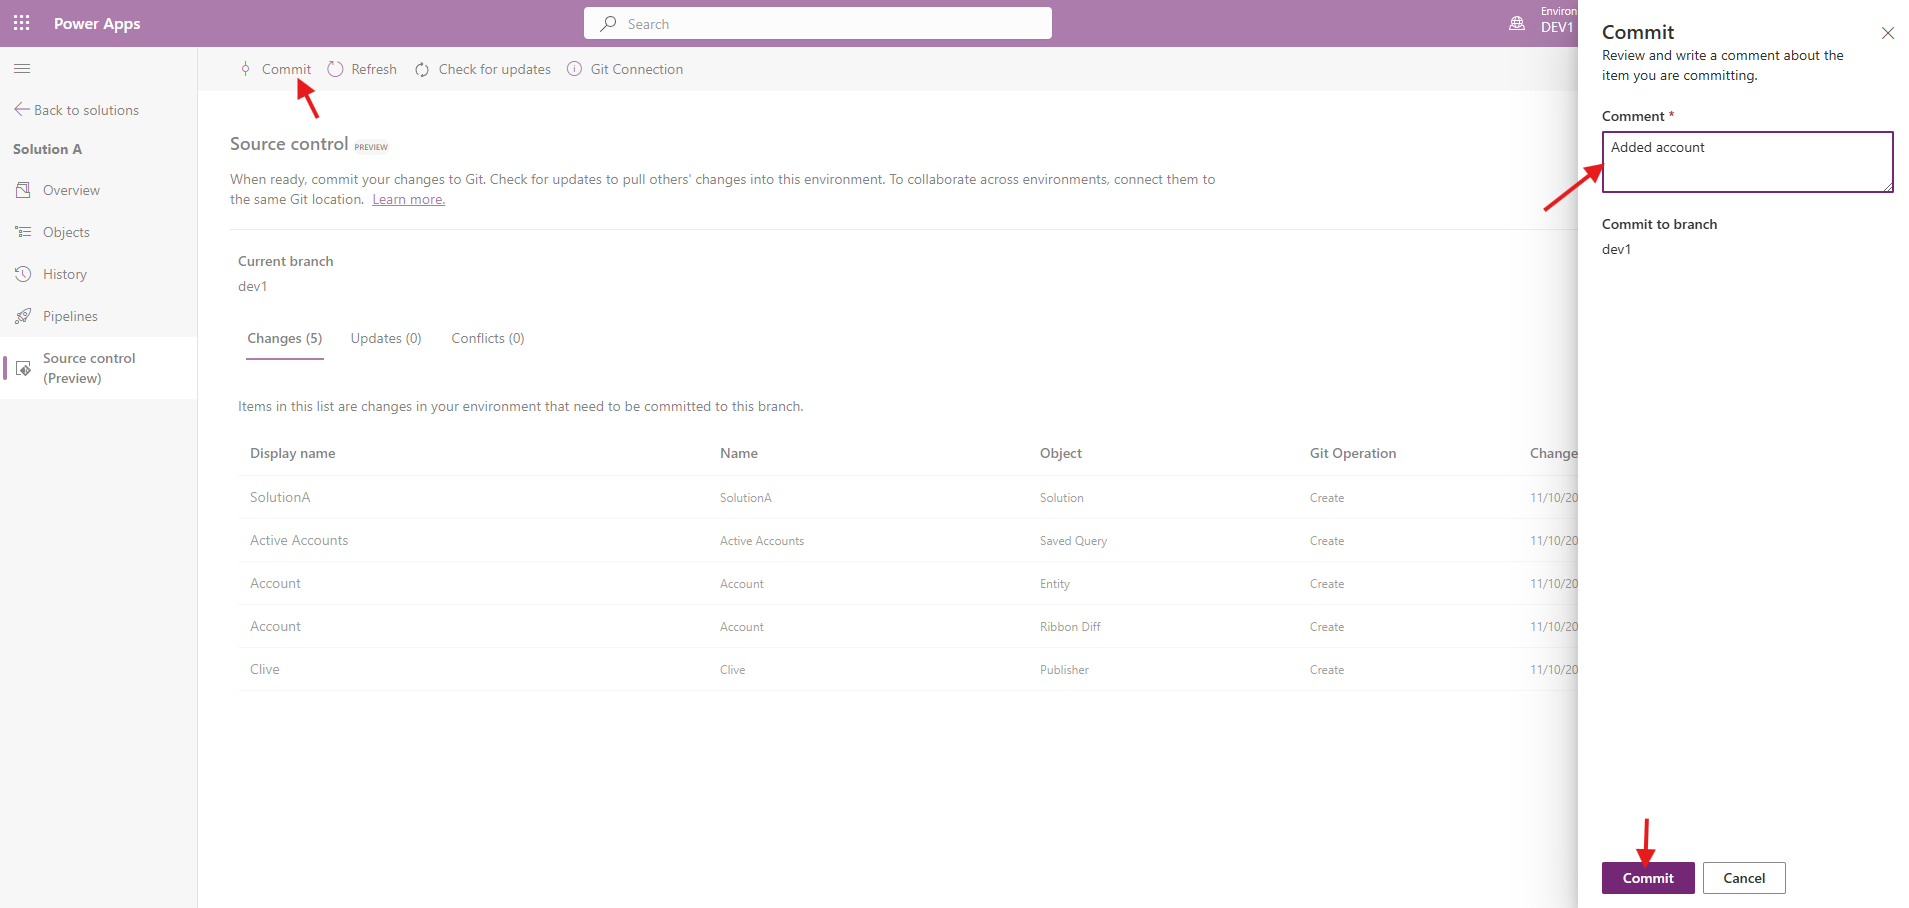 Power Apps
Search
Environ
DEV1
Back to solutions
Solution A
Overview
Objects
History
Pipelines
Source control
(Preview)
Commit
Refresh
Check for updates
Git Connection
Source control PREVIEW
When ready, commit your changes to Git. Check for updates to pull others' changes into this environment. To collaborate across environments, connect them to
the same Git location. Learn more.
Current branch
dev1
Changes (5)
Updates (0)
Conflicts (0)
Items in this list are changes in your environment that need to be committed to this branch.
Display name Name Object Git Operation Change
SolutionA SolutionA Solution Create 11/10/20
Active Accounts Active Accounts Saved Query Create 11/10/20
Account Account Entity Create 11/10/20
Account Account Ribbon Diff Create 11/10/20
Clive Clive Publisher Create 11/10/20
Commit
Review and write a comment about the
item you are committing.
Comment *
Added account
Commit to branch
dev1
Commit
Cancel